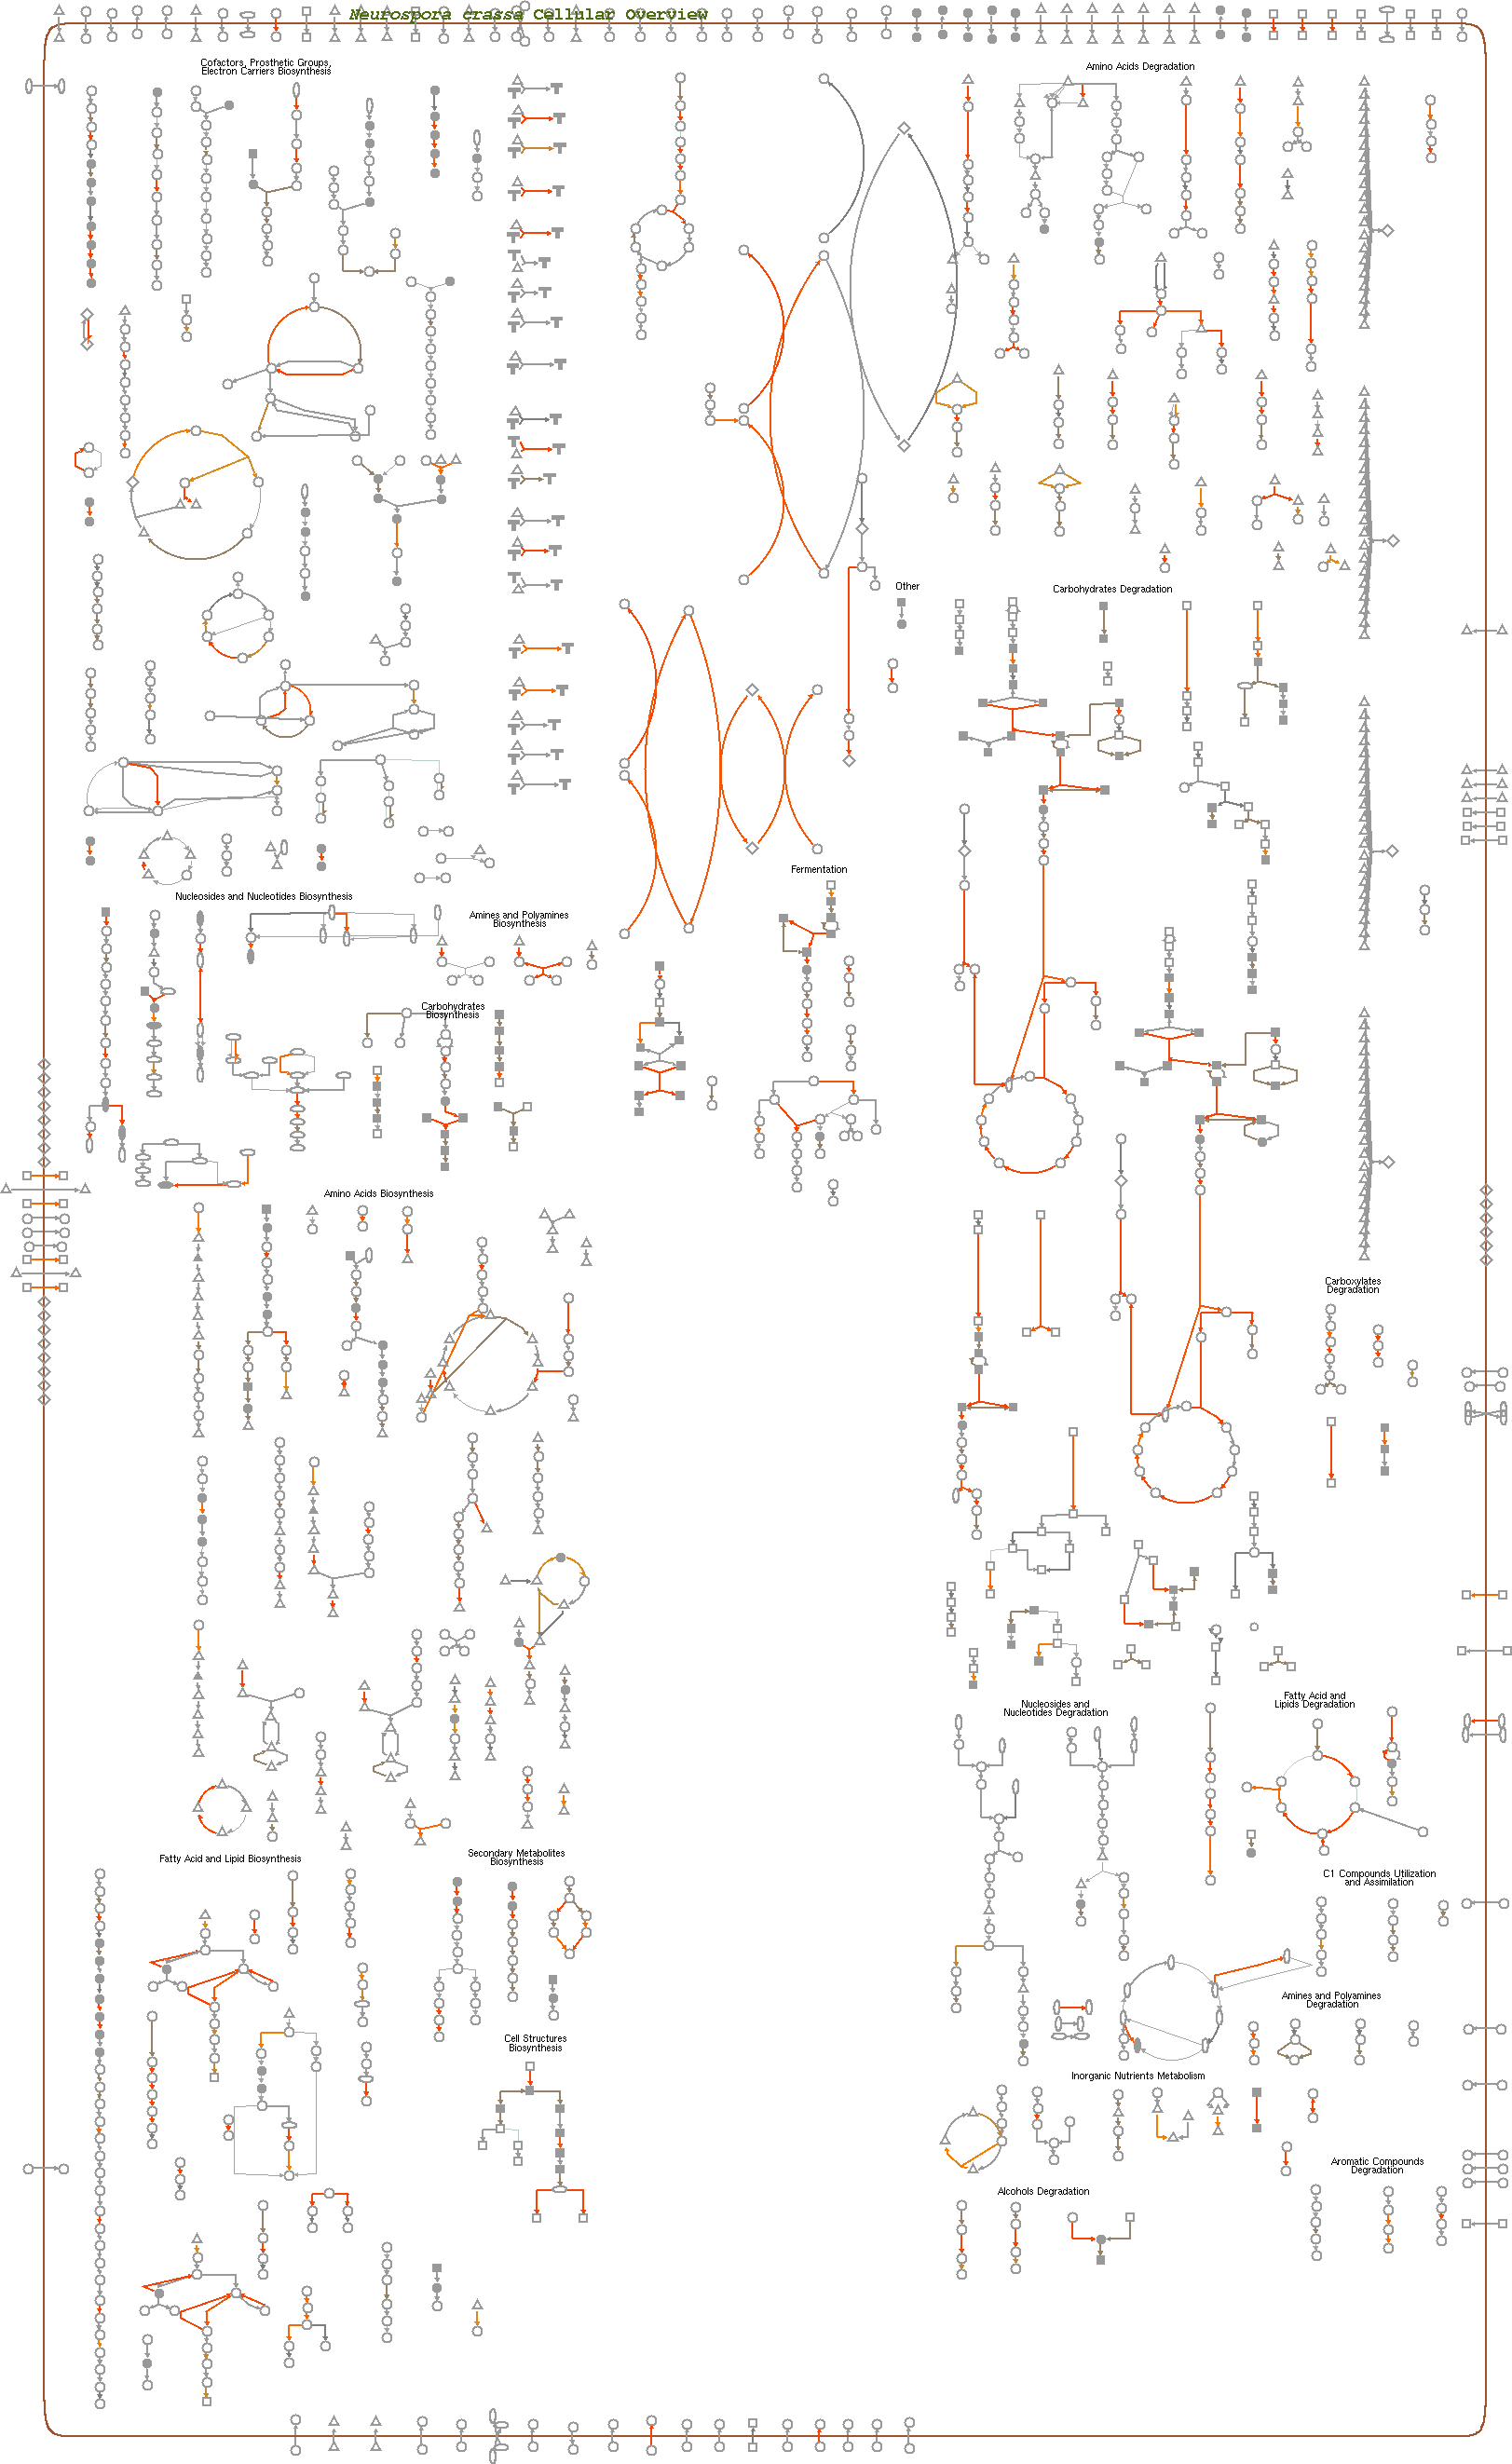 Neurospora crassa Cellular Overview
Cofactors, Prosthetic Groups,
Electron Carriers Biosynthesis
Amino Acids Degradation
Other
Carbohydrates Degradation
Fermentation
Nucleosides and Nucleotides Biosynthesis
Amines and Polyamines
Biosynthesis
Carbohydrates
Biosynthesis
Amino Acids Biosynthesis
Carboxylates
Degradation
Nucleosides and
Nucleotides Degradation
Fatty Acid and
Lipids Degradation
Fatty Acid and Lipid Biosynthesis
Secondary Metabolites
Biosynthesis
C1 Compounds Utilization
and Assimilation
Amines and Polyamines
Degradation
Cell Structures
Biosynthesis
Inorganic Nutrients Metabolism
Aromatic Compounds
Degradation
Alcohols Degradation